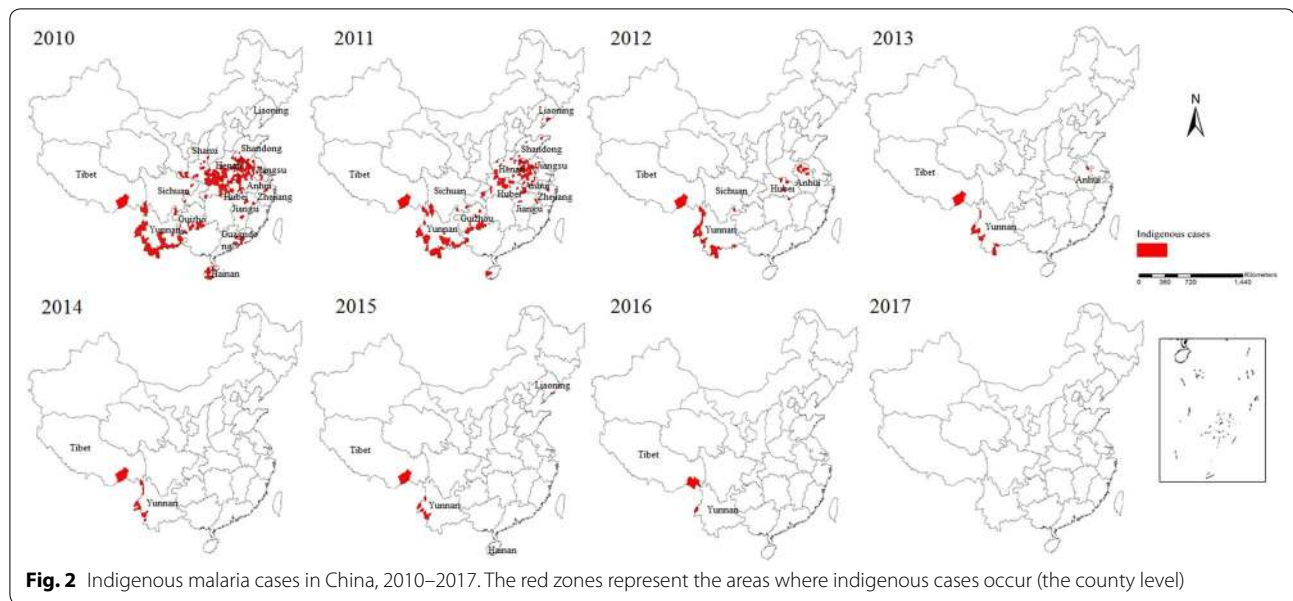 2010
Liaoning
Shanxi
Shandong
Henan
Jiangsu
Tibet
Sichuan
Anhui
Hubei
Zhejiang
Jiangxi
Guizho
Yunnan
Guangdo
ng
Hainan
2011
Liaoning
Shandong
Henan
Jiangsu
Tibet
Sichuan
Anhui
Hubei
Zhejiang
Guizhou
Yunnan
2012
Tibet
Sichuan
Hubei
Anhui
Yunnan
2013
Tibet
Anhui
Yunnan
N
Indigenous cases
Kilometers
0 360 720 1,440
2014
Tibet
Yunnan
2015
Liaoning
Tibet
Yunnan
Hainan
2016
Tibet
Yunnan
2017
Fig. 2 Indigenous malaria cases in China, 2010–2017. The red zones represent the areas where indigenous cases occur (the county level)